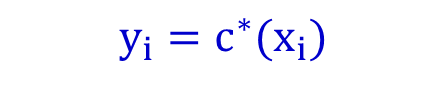 yᵢ = c*(xᵢ)